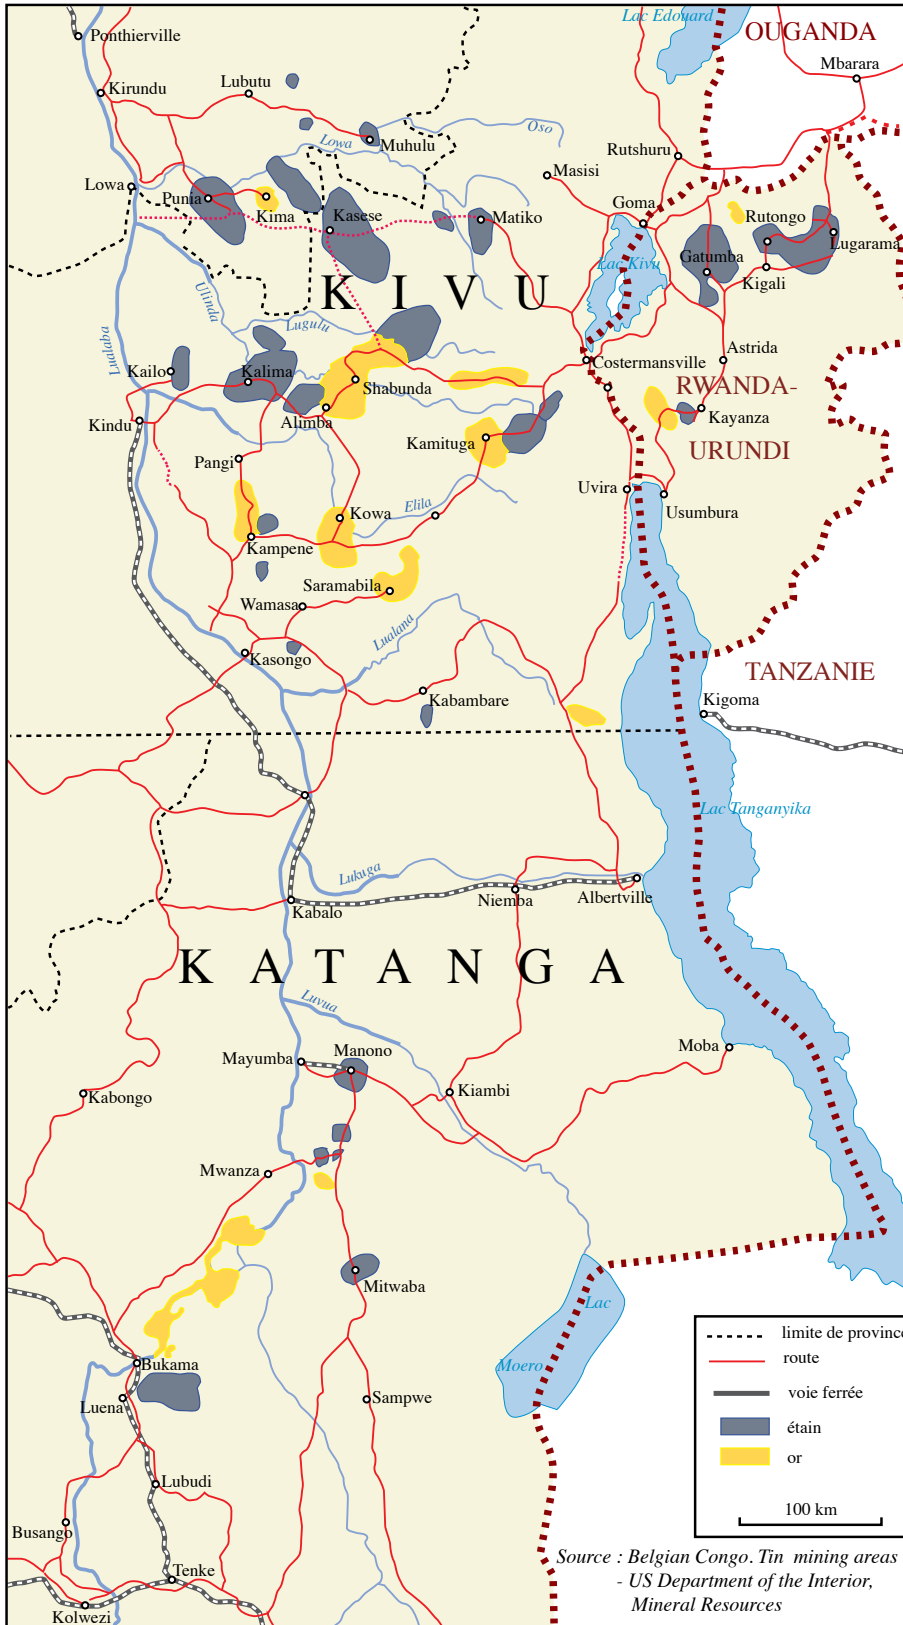 Lac Edouard
OUGANDA
Ponthierville
Mbarara
Kirundu
Lubutu
Oso
Lowa
Muhulu
Rutshuru
Masisi
Lowa
Punia
Kima
Kasese
Matiko
Goma
Rutongo
Lugarama
Lac Kivu
Gatumba
Kigali
KIVU
Ulinda
Lugulu
Lualaba
Costermansville
Astrida
Kailo
Kalima
Shabunda
RWANDA-
Alimba
Kayanza
Kindu
Kamituga
URUNDI
Pangi
Uvira
Elila
Usumbura
Kowa
Kampene
Saramabila
Wamasa
Lualana
Kasongo
TANZANIE
Kabambare
Kigoma
Lac Tanganyika
Lukuga
Niemba
Albertville
Kabalo
KATANGA
Luvua
Mayumba
Manono
Moba
Kabongo
Kiambi
Mwanza
Mitwaba
Lac
Moero
Bukama
Luena
Sampwe
Lubudi
Busango
Tenke
Kolwezi
limite de province
route
voie ferrée
étain
or
100 km
Source : Belgian Congo. Tin mining areas
- US Department of the Interior,
Mineral Resources